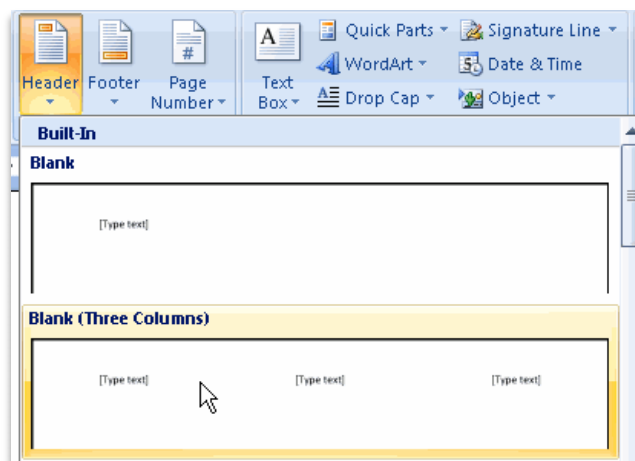 Header
Footer
Page
Number
#
A
Text
Box
Quick Parts
WordArt
A Drop Cap
Signature Line
5 Date & Time
Object
Built-In
Blank
[Type text]
Blank (Three Columns)
[Type text] [Type text] [Type text]